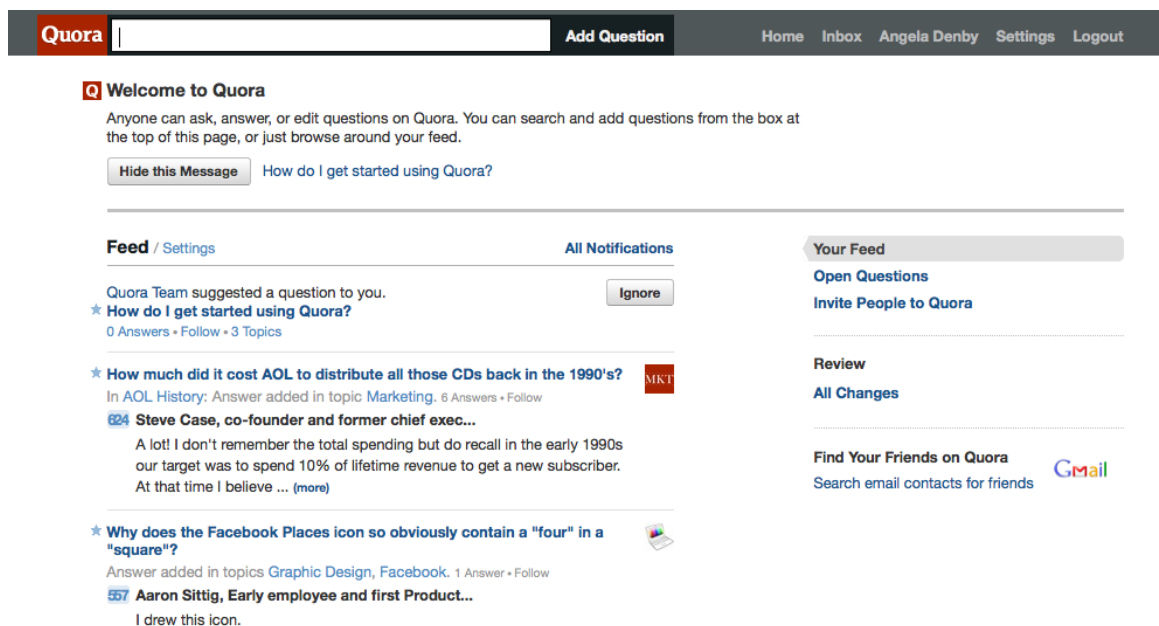 Quora
Add Question
Home Inbox Angela Denby Settings Logout
Q Welcome to Quora
Anyone can ask, answer, or edit questions on Quora. You can search and add questions from the box at
the top of this page, or just browse around your feed.
Hide this Message How do I get started using Quora?
Feed / Settings All Notifications
Quora Team suggested a question to you. Ignore
How do I get started using Quora?
0 Answers • Follow • 3 Topics
How much did it cost AOL to distribute all those CDs back in the 1990's? MKT
In AOL History: Answer added in topic Marketing. 6 Answers • Follow
624 Steve Case, co-founder and former chief exec...
A lot! I don't remember the total spending but do recall in the early 1990s
our target was to spend 10% of lifetime revenue to get a new subscriber.
At that time I believe ... (more)
Why does the Facebook Places icon so obviously contain a "four" in a
"square"?
Answer added in topics Graphic Design, Facebook. 1 Answer • Follow
557 Aaron Sittig, Early employee and first Product...
I drew this icon.
Your Feed
Open Questions
Invite People to Quora
Review
All Changes
Find Your Friends on Quora
Search email contacts for friends
Gmail